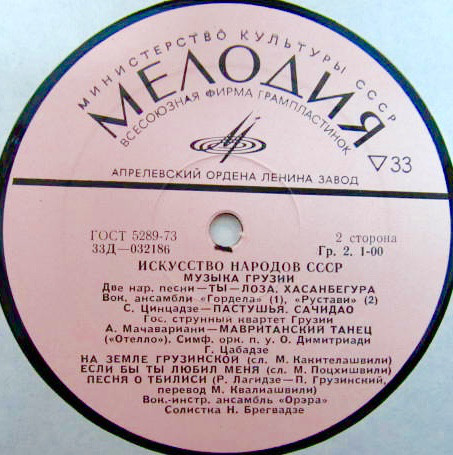 МИНИСТЕРСТВО КУЛЬТУРЫ СССР
МЕЛОДИЯ
ВСЕСОЮЗНАЯ ФИРМА ГРАМПЛАСТИНОК
▽33
АПРЕЛЕВСКИЙ ОРДЕНА ЛЕНИНА ЗАВОД
ГОСТ 5289-73
33Д—032186
2 сторона
Гр. 2. 1-00
ИСКУССТВО НАРОДОВ СССР
МУЗЫКА ГРУЗИИ
Две нар. песни—ТЫ—ЛОЗА. ХАСАНБЕГУРА
Вок. ансамбли «Гордела» (1), «Рустави» (2)
С. Цинцадзе—ПАСТУШЬЯ. САЧИДАО
Гос. струнный квартет Грузии
А. Мачавариани—МАВРИТАНСКИЙ ТАНЕЦ
(«Отелло»). Симф. орк. п. у. О. Димитриади
Г. Цабадзе
НА ЗЕМЛЕ ГРУЗИНСКОЙ (сл. М. Какителашвили)
ЕСЛИ БЫ ТЫ ЛЮБИЛ МЕНЯ (сл. М. Поцхишвили)
ПЕСНЯ О ТБИЛИСИ (Р. Лагидзе—П. Грузинский,
перевод М. Квалиашвили)
Вок.-инстр. ансамбль «Орэра»
Солистка Н. Брегвадзе